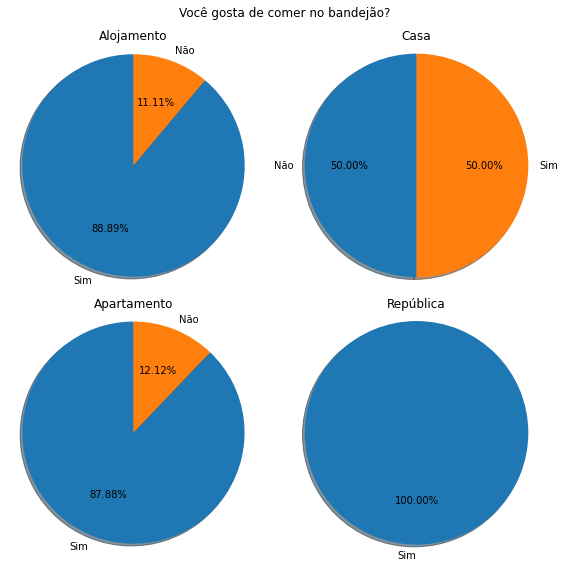 Você gosta de comer no bandejão?
Alojamento
Não
11.11%
88.89%
Sim
Casa
Não
50.00%
50.00%
Sim
Apartamento
Não
12.12%
87.88%
Sim
República
100.00%
Sim